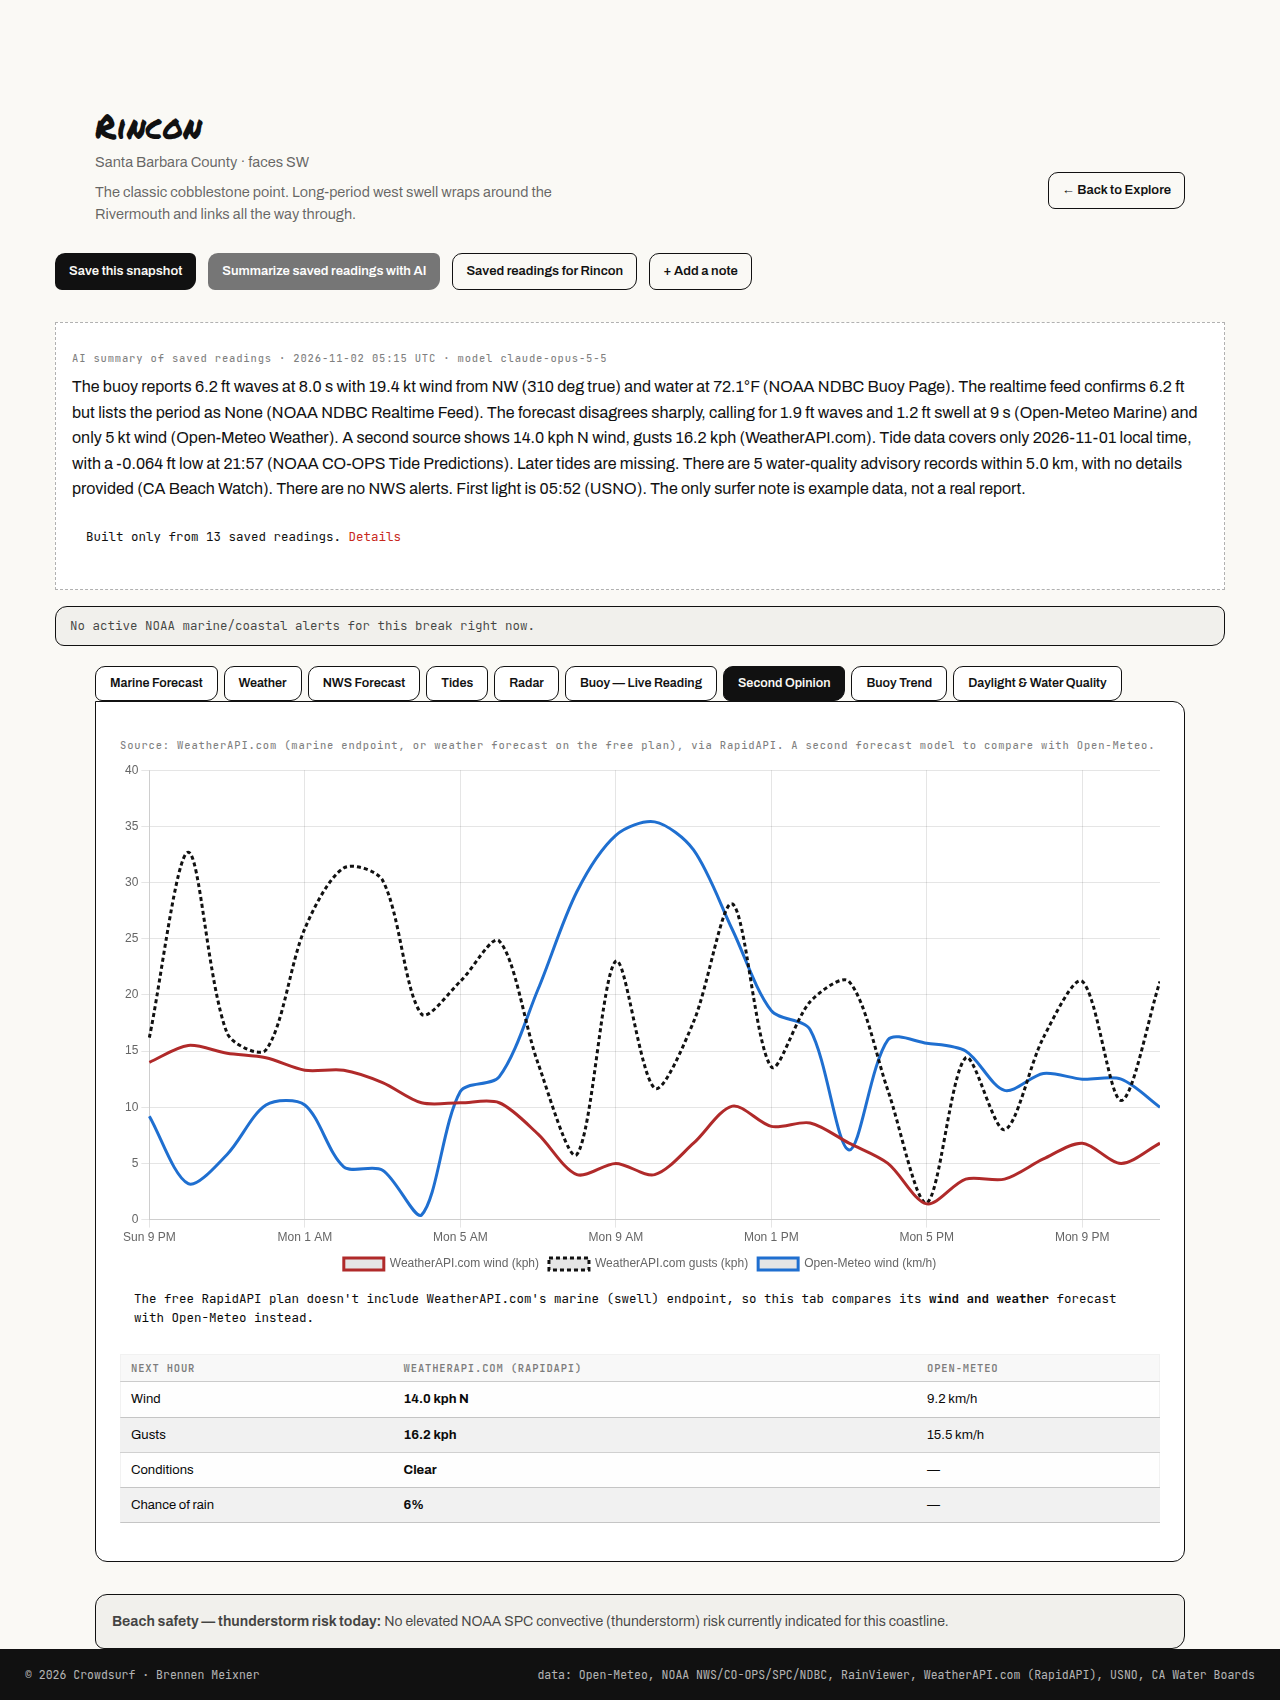 Rincon
Santa Barbara County · faces SW
The classic cobblestone point. Long-period west swell wraps around the
Rivermouth and links all the way through.
← Back to Explore
Save this snapshot
Summarize saved readings with AI
Saved readings for Rincon
+ Add a note
AI summary of saved readings · 2026-11-02 05:15 UTC · model claude-opus-5-5
The buoy reports 6.2 ft waves at 8.0 s with 19.4 kt wind from NW (310 deg true) and water at 72.1°F (NOAA NDBC Buoy Page). The realtime feed confirms 6.2 ft
but lists the period as None (NOAA NDBC Realtime Feed). The forecast disagrees sharply, calling for 1.9 ft waves and 1.2 ft swell at 9 s (Open-Meteo Marine) and
only 5 kt wind (Open-Meteo Weather). A second source shows 14.0 kph N wind, gusts 16.2 kph (WeatherAPI.com). Tide data covers only 2026-11-01 local time,
with a -0.064 ft low at 21:57 (NOAA CO-OPS Tide Predictions). Later tides are missing. There are 5 water-quality advisory records within 5.0 km, with no details
provided (CA Beach Watch). There are no NWS alerts. First light is 05:52 (USNO). The only surfer note is example data, not a real report.
Built only from 13 saved readings. Details
No active NOAA marine/coastal alerts for this break right now.
Marine Forecast
Weather
NWS Forecast
Tides
Radar
Buoy — Live Reading
Second Opinion
Buoy Trend
Daylight & Water Quality
Source: WeatherAPI.com (marine endpoint, or weather forecast on the free plan), via RapidAPI. A second forecast model to compare with Open-Meteo.
40
35
30
25
20
15
10
5
0
Sun 9 PM
Mon 1 AM
Mon 5 AM
Mon 9 AM
Mon 1 PM
Mon 5 PM
Mon 9 PM
WeatherAPI.com wind (kph)
WeatherAPI.com gusts (kph)
Open-Meteo wind (km/h)
The free RapidAPI plan doesn't include WeatherAPI.com's marine (swell) endpoint, so this tab compares its wind and weather forecast
with Open-Meteo instead.
NEXT HOUR
WEATHERAPI.COM (RAPIDAPI)
OPEN-METEO
Wind
14.0 kph N
9.2 km/h
Gusts
16.2 kph
15.5 km/h
Conditions
Clear
—
Chance of rain
6%
—
Beach safety — thunderstorm risk today: No elevated NOAA SPC convective (thunderstorm) risk currently indicated for this coastline.
© 2026 Crowdsurf · Brennen Meixner
data: Open-Meteo, NOAA NWS/CO-OPS/SPC/NDBC, RainViewer, WeatherAPI.com (RapidAPI), USNO, CA Water Boards